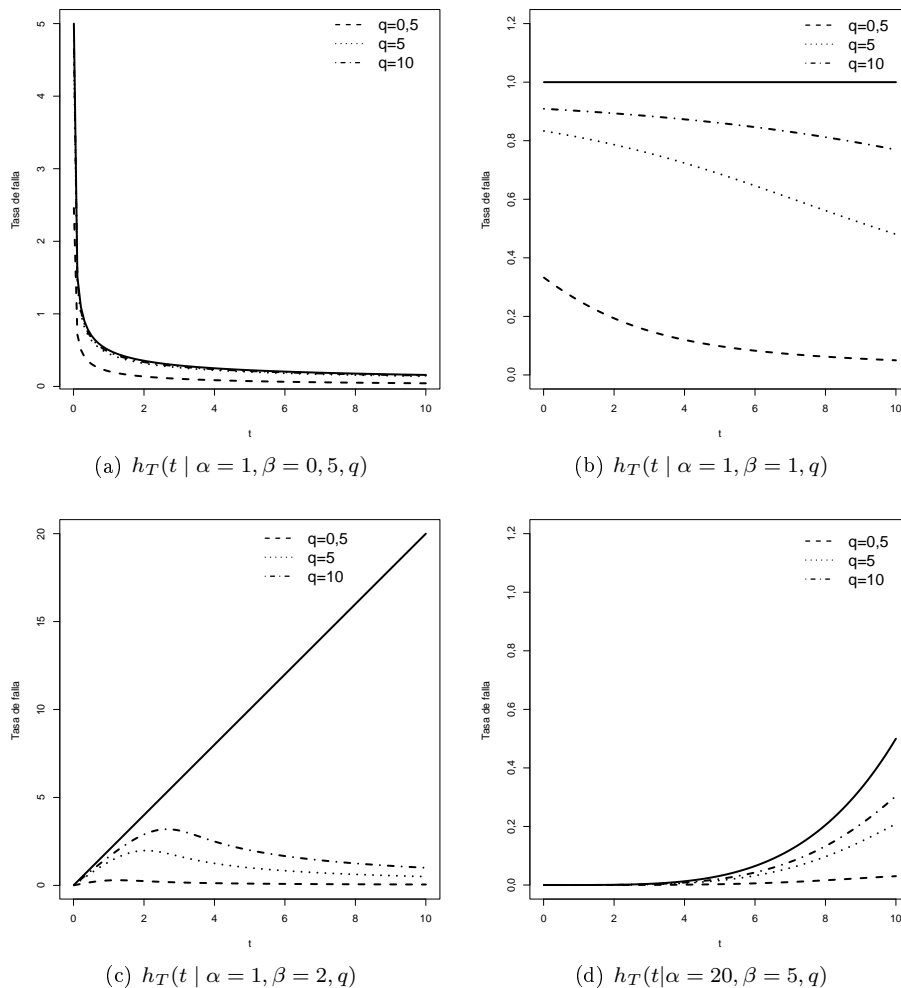 q=0,5
q=5
q=10
Tasa de falla
0
1
2
3
4
5
0 2 4 6 8 10
t
(a) h_T(t | α = 1, β = 0, 5, q)
q=0,5
q=5
q=10
Tasa de falla
0,0
0,2
0,4
0,6
0,8
1,0
1,2
0 2 4 6 8 10
t
(b) h_T(t | α = 1, β = 1, q)
q=0,5
q=5
q=10
Tasa de falla
0
5
10
15
20
0 2 4 6 8 10
t
(c) h_T(t | α = 1, β = 2, q)
q=0,5
q=5
q=10
Tasa de falla
0,0
0,2
0,4
0,6
0,8
1,0
1,2
0 2 4 6 8 10
t
(d) h_T(t|α = 20, β = 5, q)